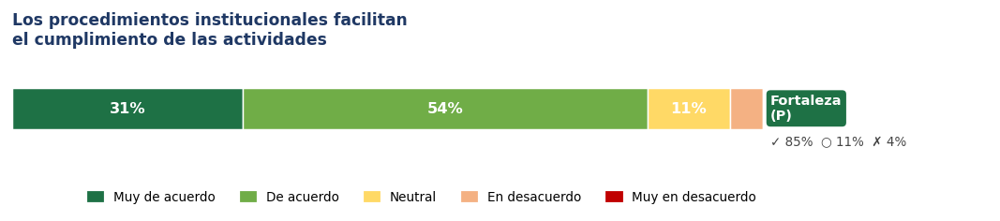 Los procedimientos institucionales facilitan
el cumplimiento de las actividades
31%
54%
11%
Fortaleza
(P)
✓ 85% ○ 11% ✗ 4%
Muy de acuerdo
De acuerdo
Neutral
En desacuerdo
Muy en desacuerdo